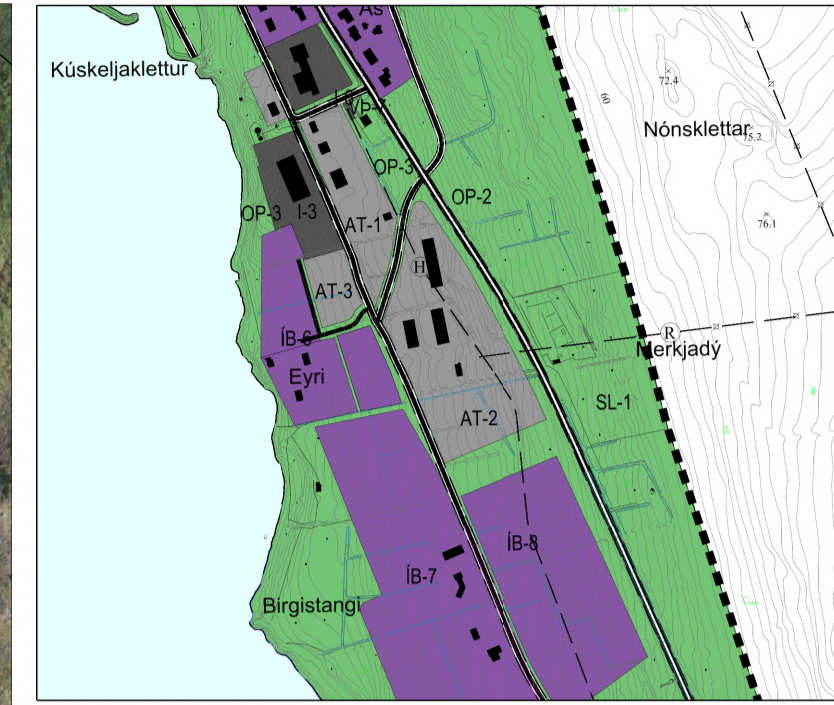 Ás
Kúskeljaklettur
72.4
60
VÞ-7
Nónsklettar
75.2
OP-3
OP-2
OP-3
I-3
AT-1
76.1
H
AT-3
R
ÍB-6
Merkjadý
Eyri
SL-1
AT-2
ÍB-8
ÍB-7
Birgistangi